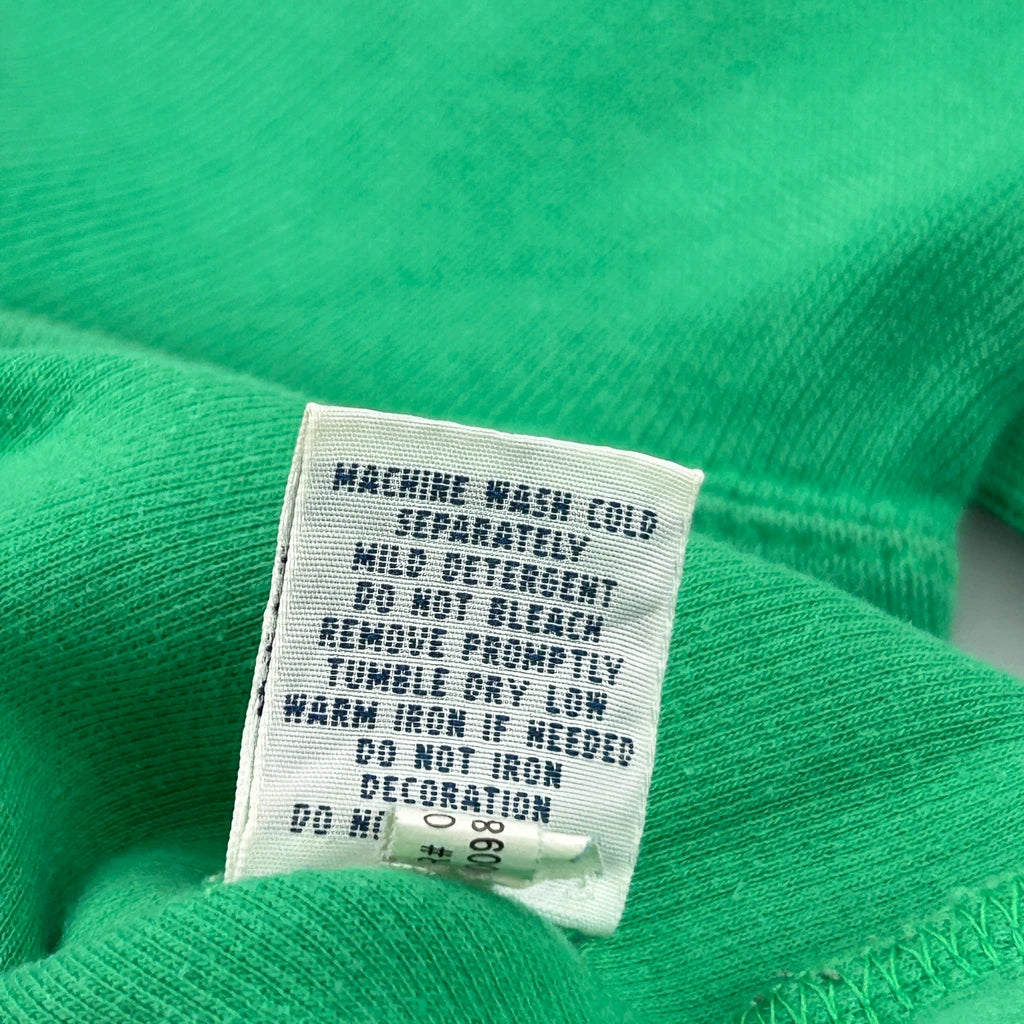 MACHINE WASH COLD
SEPARATELY
MILD DETERGENT
DO NOT BLEACH
REMOVE PROMPTLY
TUMBLE DRY LOW
WARM IRON IF NEEDED
DO NOT IRON
DECORATION
DO